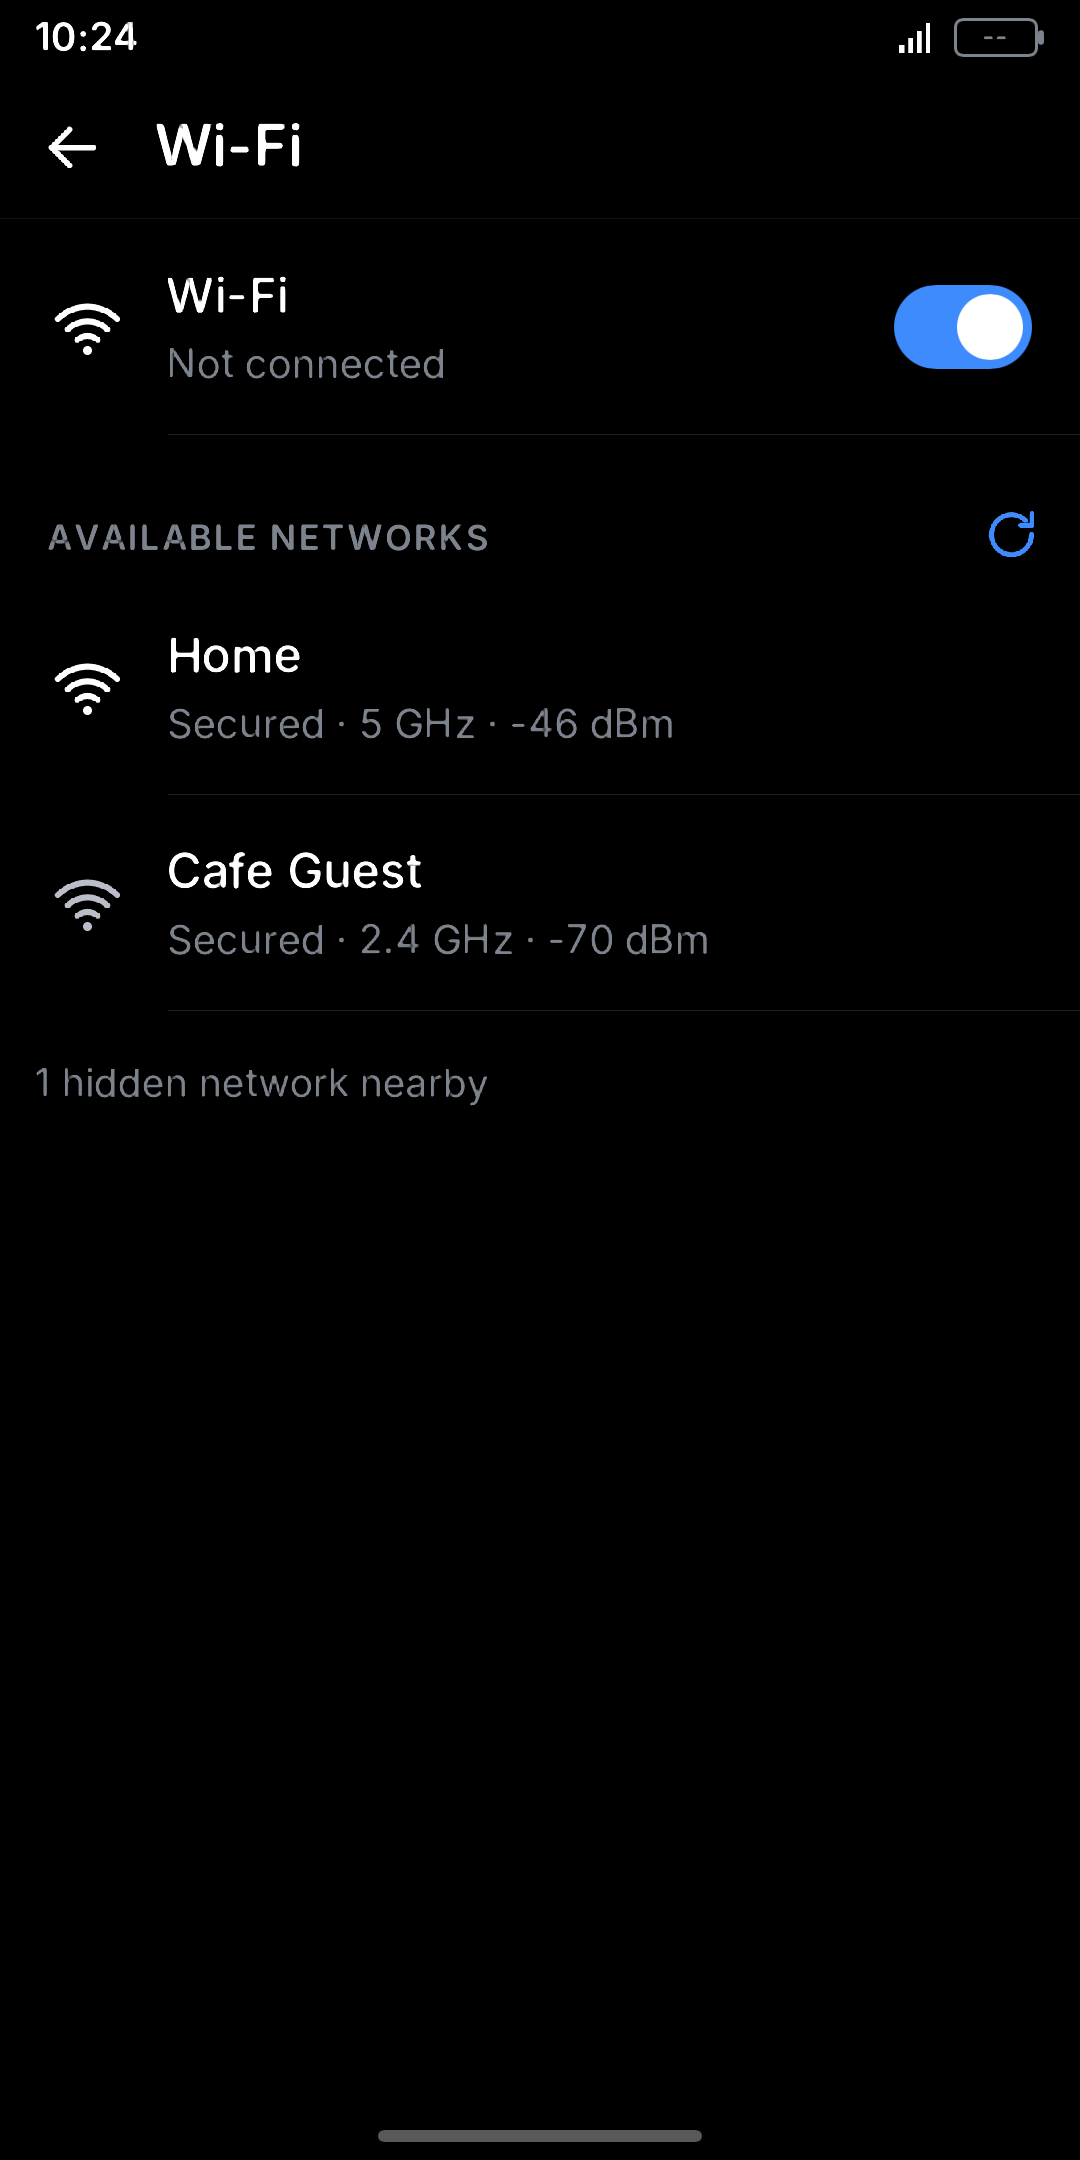 10:24
--
Wi-Fi
Wi-Fi
Not connected
AVAILABLE NETWORKS
Home
Secured · 5 GHz · -46 dBm
Cafe Guest
Secured · 2.4 GHz · -70 dBm
1 hidden network nearby